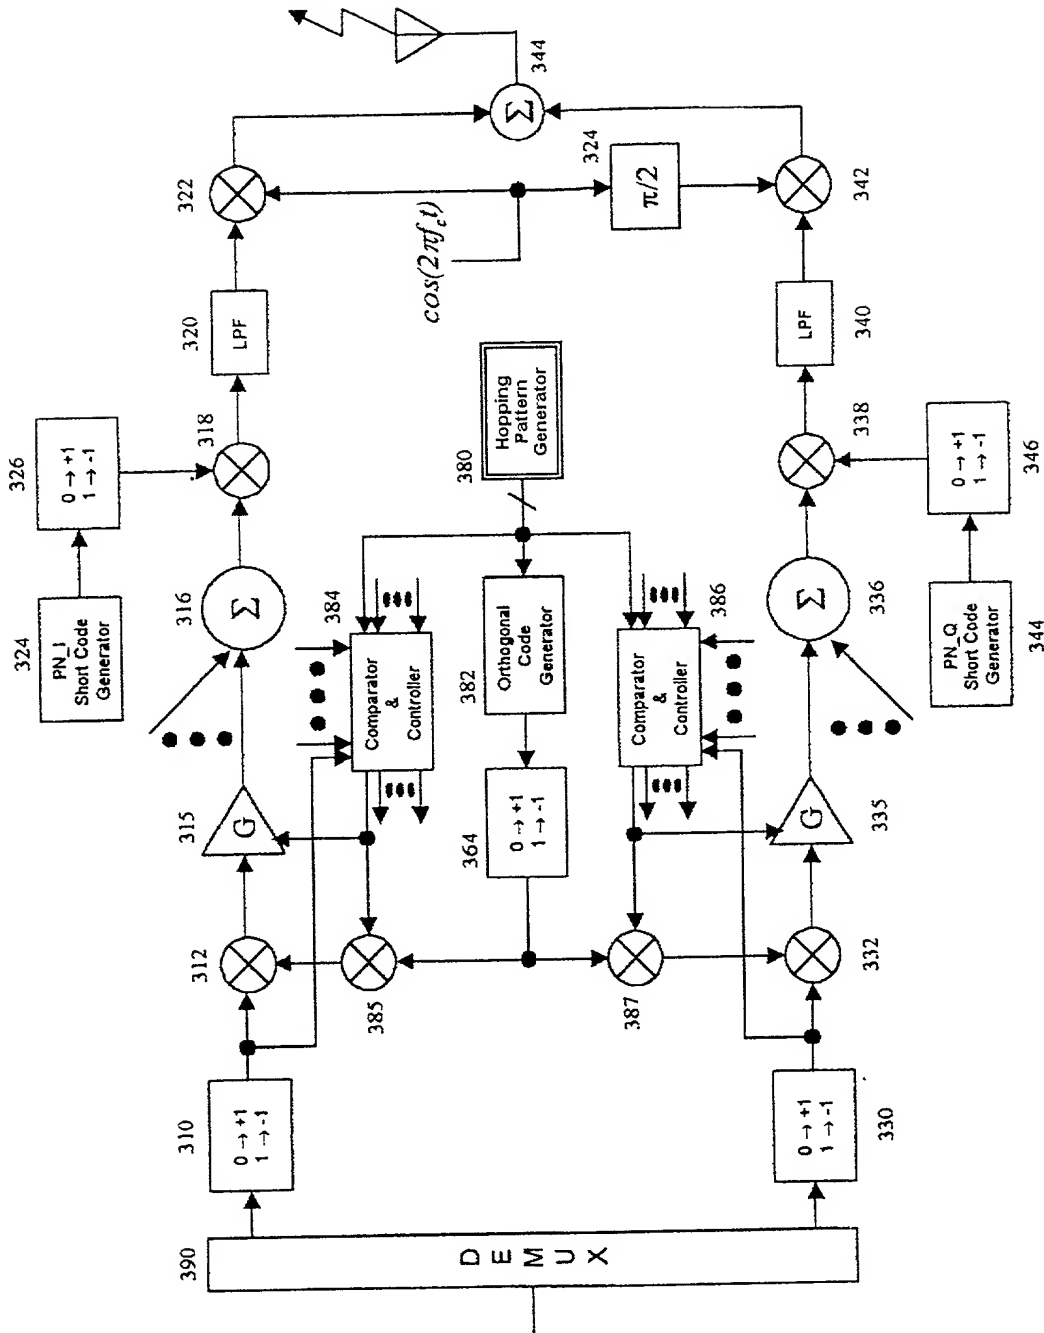 390
D E M U X
310
0 → +1
1 → -1
312
315
G
316
Σ
324
PN_I
Short Code
Generator
326
0 → +1
1 → -1
318
320
LPF
322
385
384
Comparator
&
Controller
364
0 → +1
1 → -1
382
Orthogonal
Code
Generator
380
Hopping
Pattern
Generator
cos(2πf_c t)
324
π/2
344
Σ
387
386
Comparator
&
Controller
330
0 → +1
1 → -1
332
335
G
336
Σ
344
PN_Q
Short Code
Generator
346
0 → +1
1 → -1
338
340
LPF
342